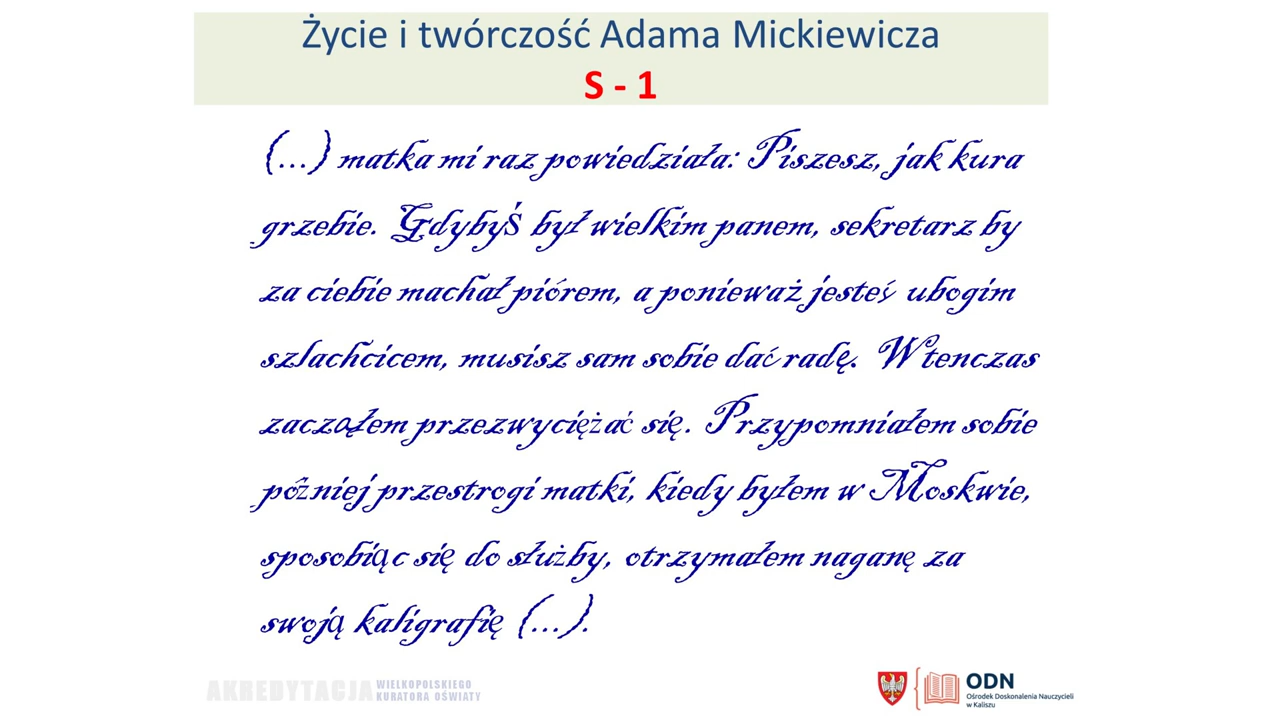 Życie i twórczość Adama Mickiewicza
S - 1
(...) matka mi raz powiedziała: Piszesz, jak kura
grzebie. Gdybyś był wielkim panem, sekretarz by
za ciebie machał piórem, a ponieważ jesteś ubogim
szlachcicem, musisz sam sobie dać radę. Wtenczas
zacząłem przezwyciężać się. Przypomniałem sobie
później przestrogi matki, kiedy byłem w Moskwie,
sposobiąc się do służby, otrzymałem naganę za
swoją kaligrafię (...).
AKREDYTACJA WIELKOPOLSKIEGO
KURATORA OŚWIATY
ODN
Ośrodek Doskonalenia Nauczycieli
w Kaliszu